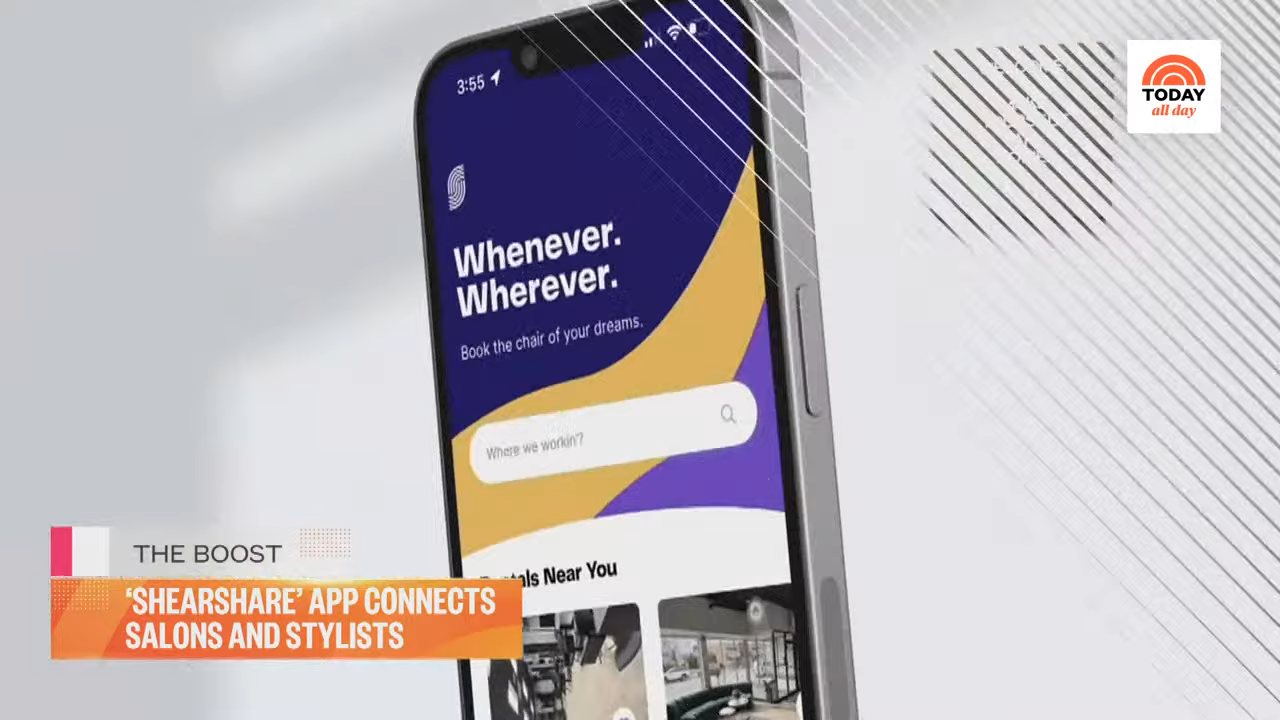 3:55
TODAY
all day
Whenever.
Wherever.
Book the chair of your dreams.
Where we workin'?
Rentals Near You
THE BOOST
‘SHEARSHARE’ APP CONNECTS
SALONS AND STYLISTS